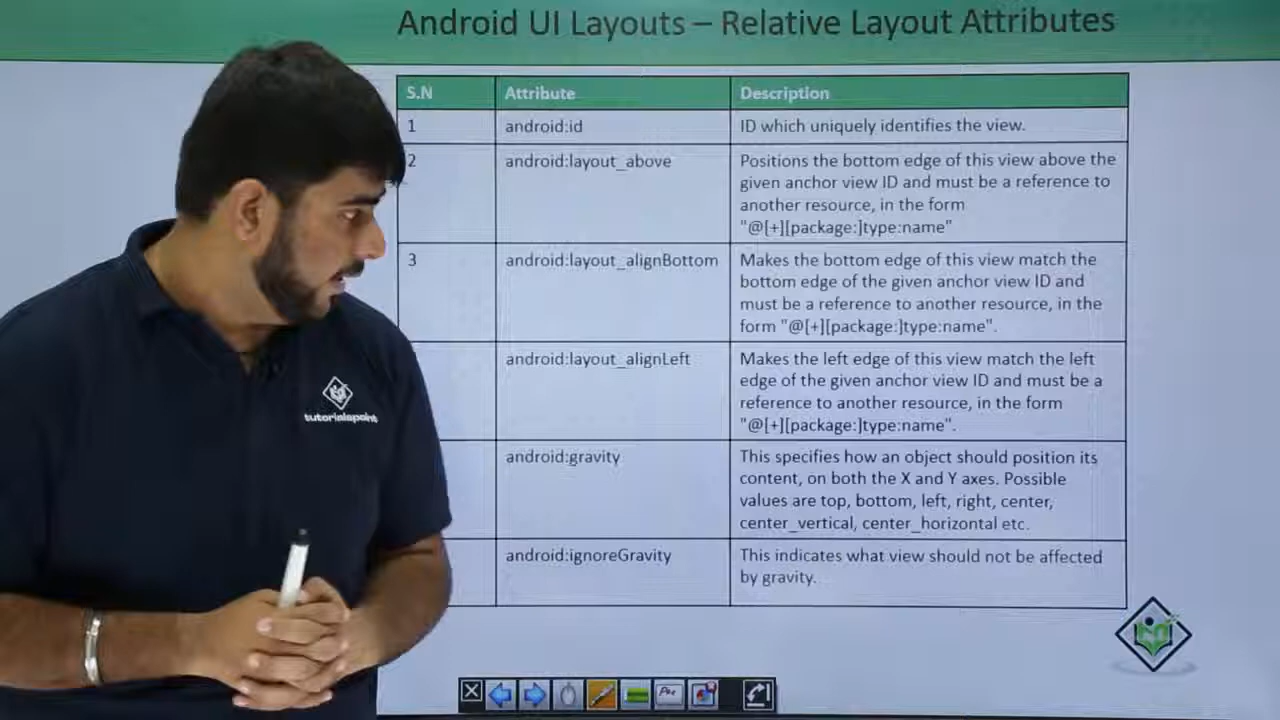 Android UI Layouts – Relative Layout Attributes
S.N Attribute Description
1 android:id ID which uniquely identifies the view.
2 android:layout_above Positions the bottom edge of this view above the
given anchor view ID and must be a reference to
another resource, in the form
"@[+][package:]type:name"
3 android:layout_alignBottom Makes the bottom edge of this view match the
bottom edge of the given anchor view ID and
must be a reference to another resource, in the
form "@[+][package:]type:name".
android:layout_alignLeft Makes the left edge of this view match the left
edge of the given anchor view ID and must be a
reference to another resource, in the form
"@[+][package:]type:name".
android:gravity This specifies how an object should position its
content, on both the X and Y axes. Possible
values are top, bottom, left, right, center,
center_vertical, center_horizontal etc.
android:ignoreGravity This indicates what view should not be affected
by gravity.
tutorialspoint